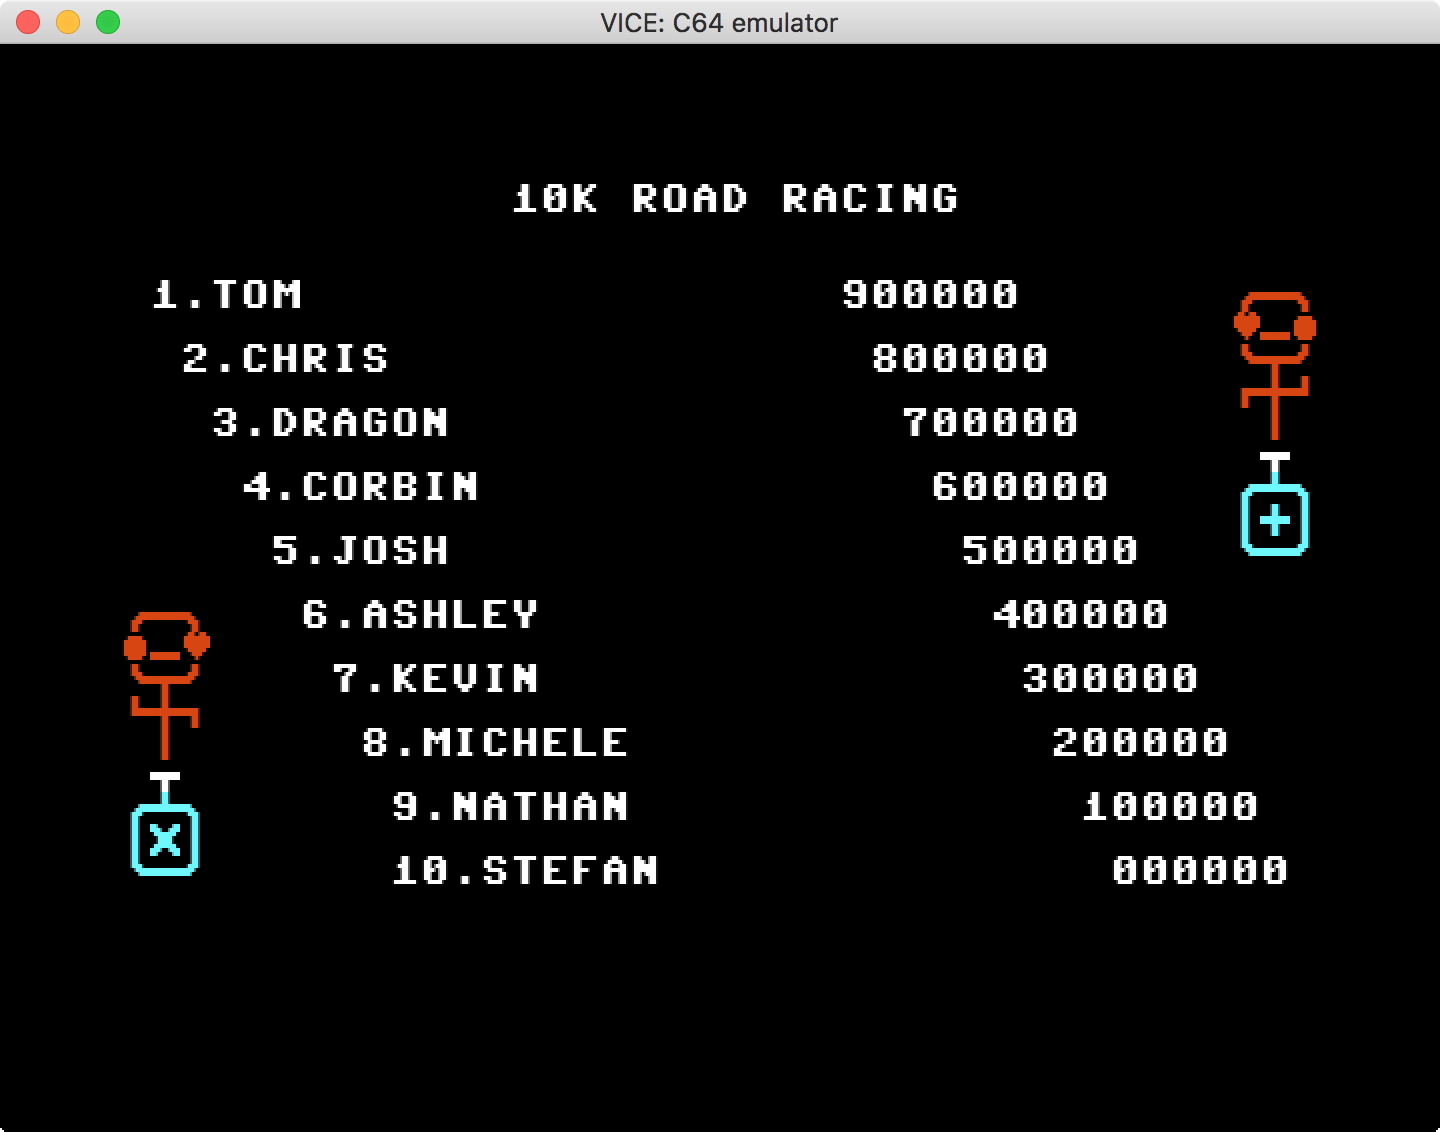 VICE: C64 emulator
10K ROAD RACING
1.TOM 900000
2.CHRIS 800000
3.DRAGON 700000
4.CORBIN 600000
5.JOSH 500000
6.ASHLEY 400000
7.KEVIN 300000
8.MICHELE 200000
9.NATHAN 100000
10.STEFAN 000000